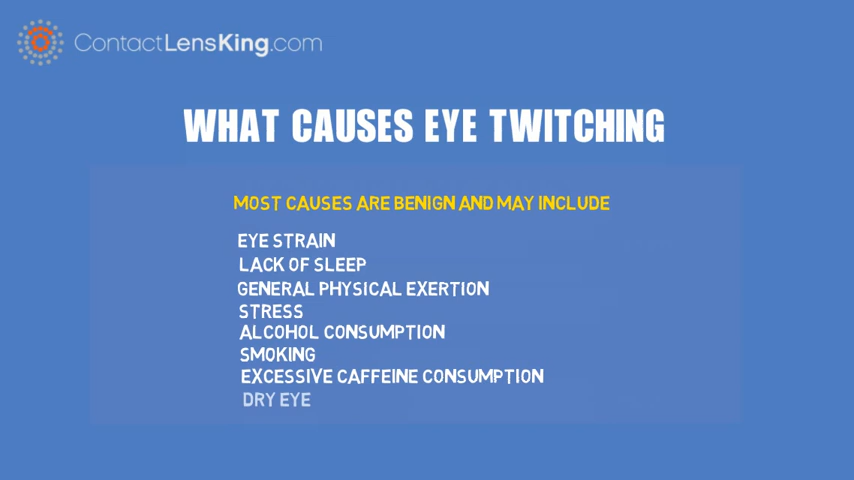 ContactLensKing.com
WHAT CAUSES EYE TWITCHING
MOST CAUSES ARE BENIGN AND MAY INCLUDE
EYE STRAIN
LACK OF SLEEP
GENERAL PHYSICAL EXERTION
STRESS
ALCOHOL CONSUMPTION
SMOKING
EXCESSIVE CAFFEINE CONSUMPTION
DRY EYE